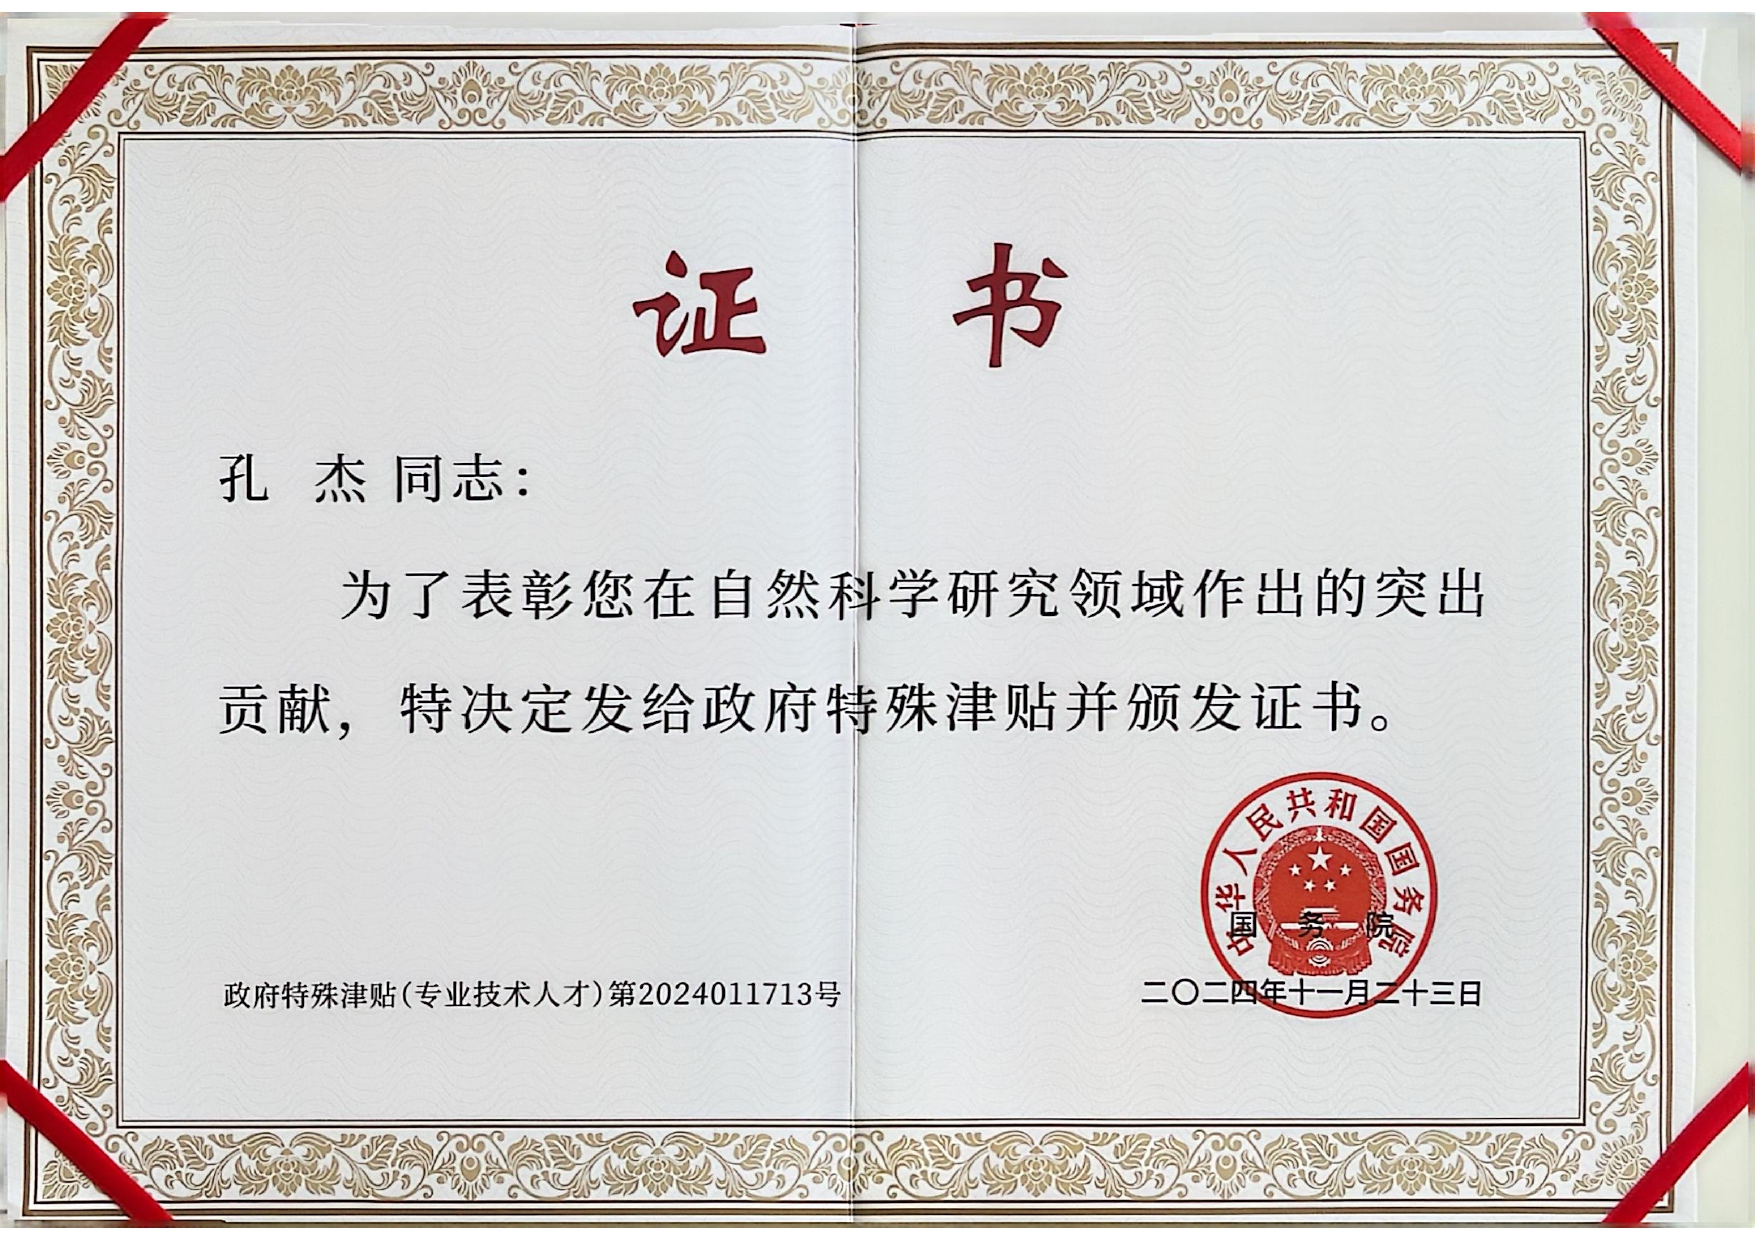 证 书
孔 杰 同志：
为了表彰您在自然科学研究领域作出的突出
贡献，特决定发给政府特殊津贴并颁发证书。
中华人民共和国国务院
国 务 院
政府特殊津贴(专业技术人才)第2024011713号
二〇二四年十一月二十三日